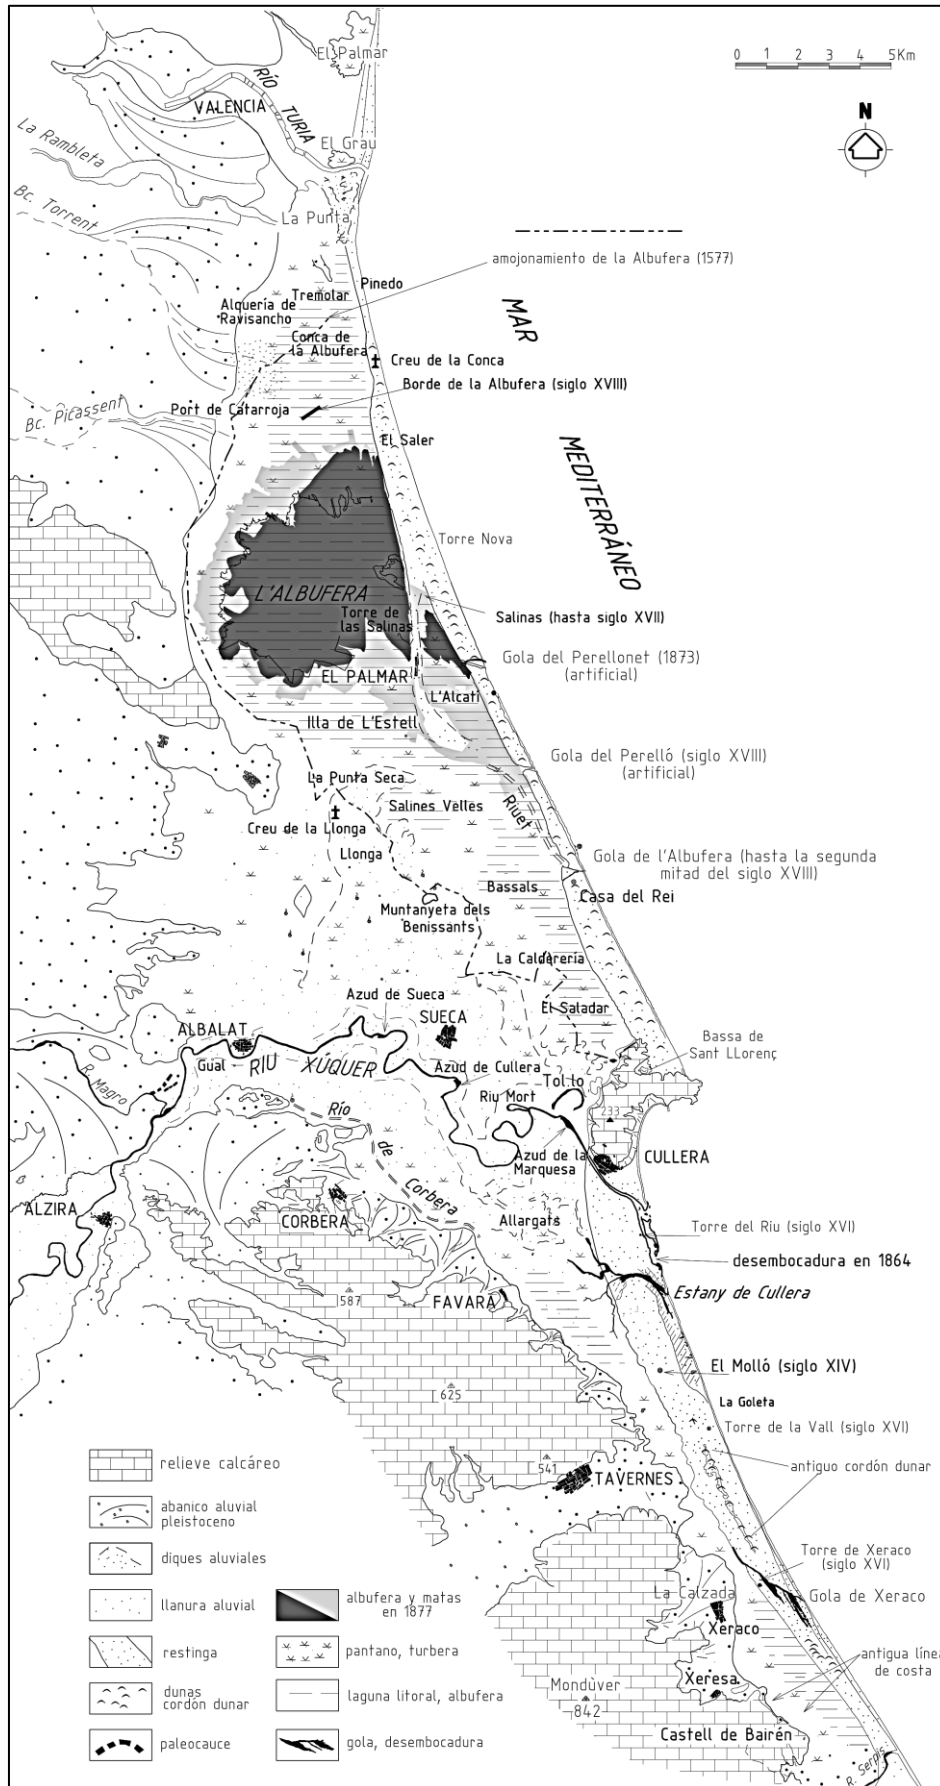 El Palmar
0 1 2 3 4 5Km
RÍO TURIA
VALENCIA
N
La Rambleta
El Grau
Bc. Torrent
La Punta
amojonamiento de la Albufera (1577)
Pinedo
Tremolar
Alquería de
Ravisancho
MAR MEDITERRÁNEO
Conca de
la Albufera
Creu de la Conca
Borde de la Albufera (siglo XVIII)
Port de Catarroja
Bc. Picassent
El Saler
Torre Nova
L'ALBUFERA
Torre de
las Salinas
Salinas (hasta siglo XVII)
Gola del Perellonet (1873)
(artificial)
EL PALMAR
L'Alcatí
Illa de L'Estell
Gola del Perelló (siglo XVIII)
(artificial)
La Punta Seca
Salines Velles
Riuet
Creu de la Llonga
Llonga
Gola de l'Albufera (hasta la segunda
mitad del siglo XVIII)
Bassals
Casa del Rei
Muntanyeta dels
Benissants
La Caldereria
Azud de Sueca
El Saladar
SUECA
ALBALAT
Bassa de
Sant LLorenç
Gual
RIU XÚQUER
Azud de Cullera
R. Magro
Tol.lo
Riu Mort
233
Río de Corbera
Azud de la
Marquesa
CULLERA
ALZIRA
CORBERA
Allargats
Torre del Riu (siglo XVI)
desembocadura en 1864
Estany de Cullera
587
FAVARA
El Molló (siglo XIV)
625
La Goleta
Torre de la Vall (siglo XVI)
relieve calcáreo
541
TAVERNES
antiguo cordón dunar
abanico aluvial
pleistoceno
diques aluviales
Torre de Xeraco
(siglo XVI)
La Calzada
Gola de Xeraco
llanura aluvial
albufera y matas
en 1877
Xeraco
restinga
pantano, turbera
antigua línea
de costa
Xeresa
Mondùver
842
dunas
cordón dunar
laguna litoral, albufera
Castell de Bairén
paleocauce
gola, desembocadura
R. Serpis